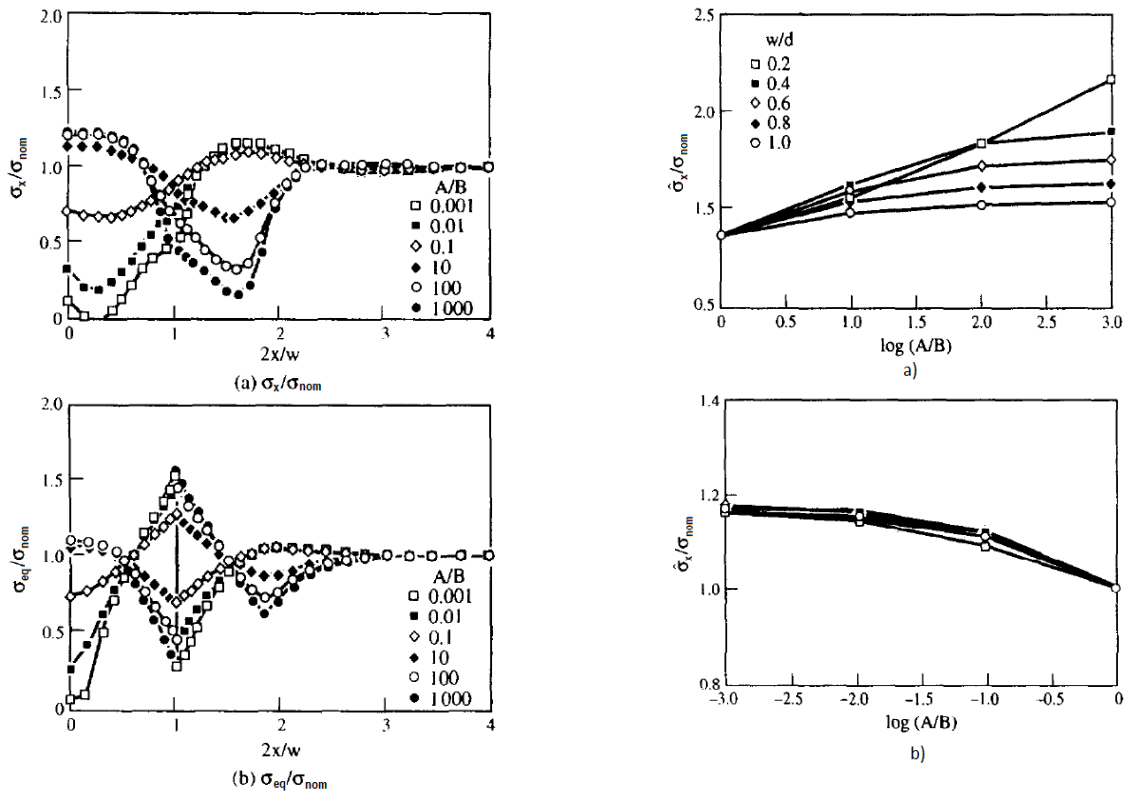 2.0
1.5
1.0
0.5
0
σx/σnom
A/B
0.001
0.01
0.1
10
100
1000
0 1 2 3 4
2x/w
(a) σx/σnom
2.0
1.5
1.0
0.5
0
σeq/σnom
A/B
0.001
0.01
0.1
10
100
1000
0 1 2 3 4
2x/w
(b) σeq/σnom
2.5
2.0
1.5
0.5
σ̂x/σnom
w/d
0.2
0.4
0.6
0.8
1.0
0 0.5 1.0 2.0 2.5 3.0
log (A/B)
a)
1.4
1.2
1.0
0.8
σ̂x/σnom
-3.0 -2.5 -2.0 -1.5 -1.0 -0.5 0
log (A/B)
b)